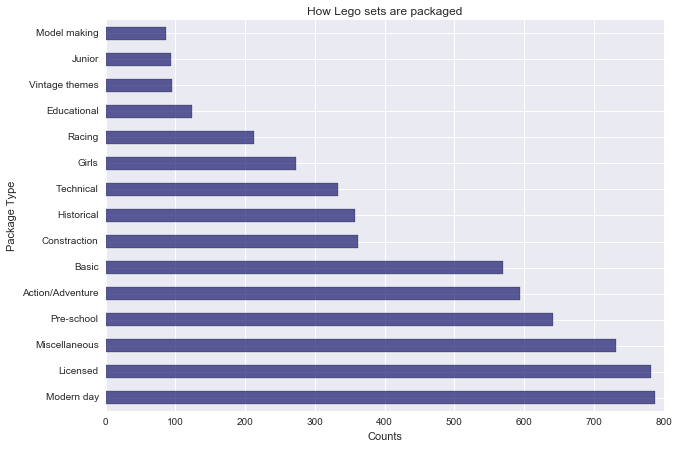 How Lego sets are packaged
Package Type
Model making
Junior
Vintage themes
Educational
Racing
Girls
Technical
Historical
Constraction
Basic
Action/Adventure
Pre-school
Miscellaneous
Licensed
Modern day
0 100 200 300 400 500 600 700 800
Counts